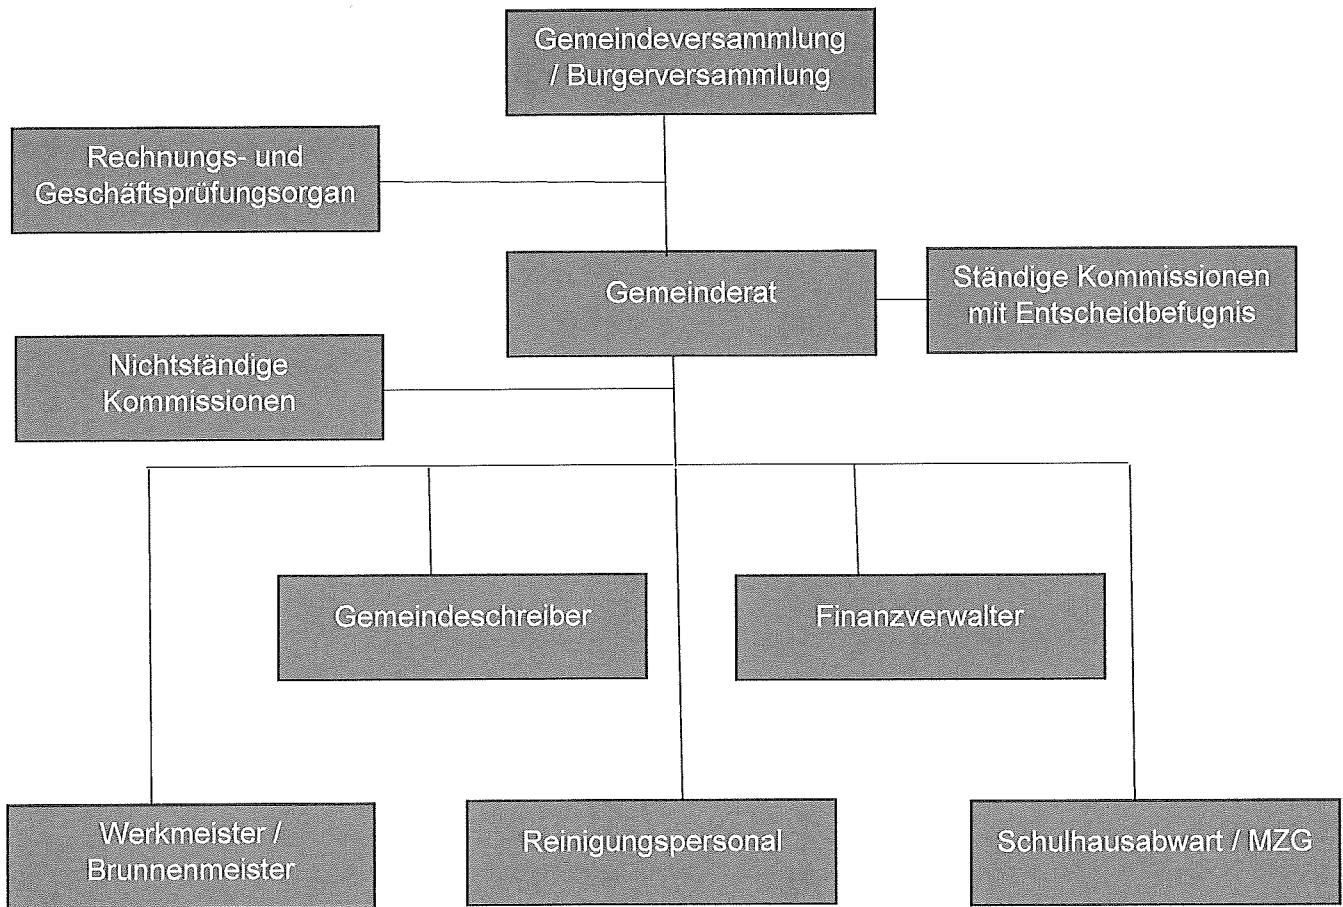 Gemeindeversammlung
/ Burgerversammlung
Rechnungs- und
Geschäftsprüfungsorgan
Gemeinderat
Ständige Kommissionen
mit Entscheidbefugnis
Nichtständige
Kommissionen
Gemeindeschreiber
Finanzverwalter
Werkmeister /
Brunnenmeister
Reinigungspersonal
Schulhausabwart / MZG